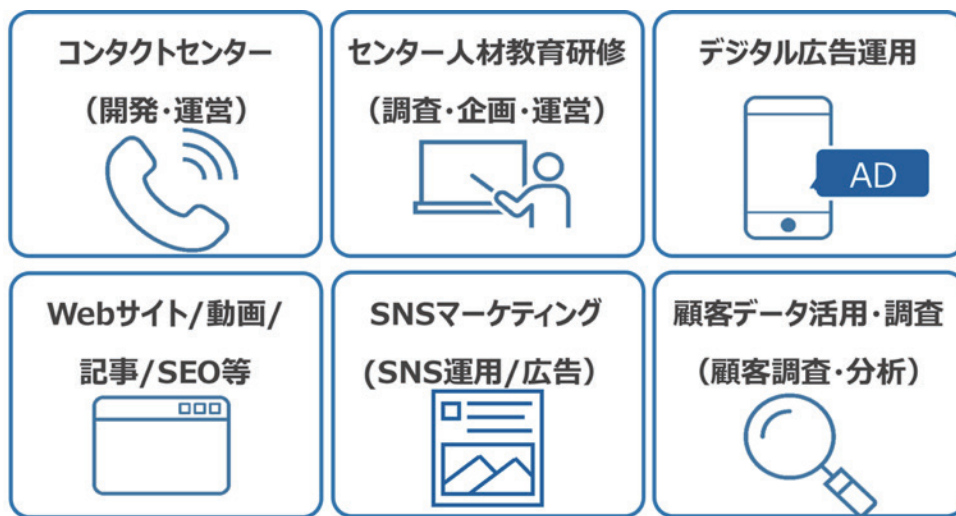 コンタクトセンター
（開発・運営）
センター人材教育研修
（調査・企画・運営）
デジタル広告運用
AD
Webサイト/動画/
記事/SEO等
SNSマーケティング
(SNS運用/広告）
顧客データ活用・調査
（顧客調査・分析）